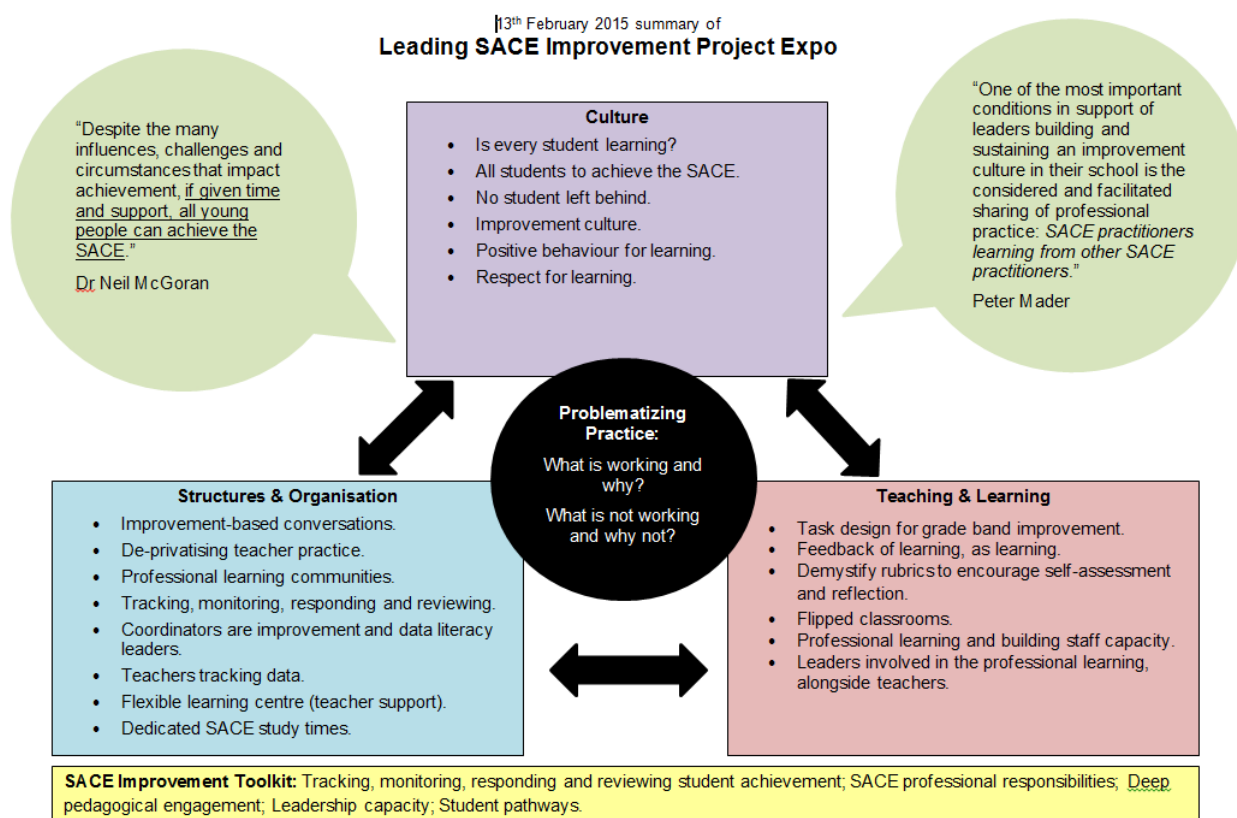 13th February 2015 summary of
Leading SACE Improvement Project Expo
“Despite the many
influences, challenges and
circumstances that impact
achievement, if given time
and support, all young
people can achieve the
SACE.”
Dr Neil McGoran
Culture
• Is every student learning?
• All students to achieve the SACE.
• No student left behind.
• Improvement culture.
• Positive behaviour for learning.
• Respect for learning.
“One of the most important
conditions in support of
leaders building and
sustaining an improvement
culture in their school is the
considered and facilitated
sharing of professional
practice: SACE practitioners
learning from other SACE
practitioners.”
Peter Mader
Problematizing
Practice:
What is working and
why?
What is not working
and why not?
Structures & Organisation
• Improvement-based conversations.
• De-privatising teacher practice.
• Professional learning communities.
• Tracking, monitoring, responding and reviewing.
• Coordinators are improvement and data literacy
leaders.
• Teachers tracking data.
• Flexible learning centre (teacher support).
• Dedicated SACE study times.
Teaching & Learning
• Task design for grade band improvement.
• Feedback of learning, as learning.
• Demystify rubrics to encourage self-assessment
and reflection.
• Flipped classrooms.
• Professional learning and building staff capacity.
• Leaders involved in the professional learning,
alongside teachers.
SACE Improvement Toolkit: Tracking, monitoring, responding and reviewing student achievement; SACE professional responsibilities; Deep
pedagogical engagement; Leadership capacity; Student pathways.